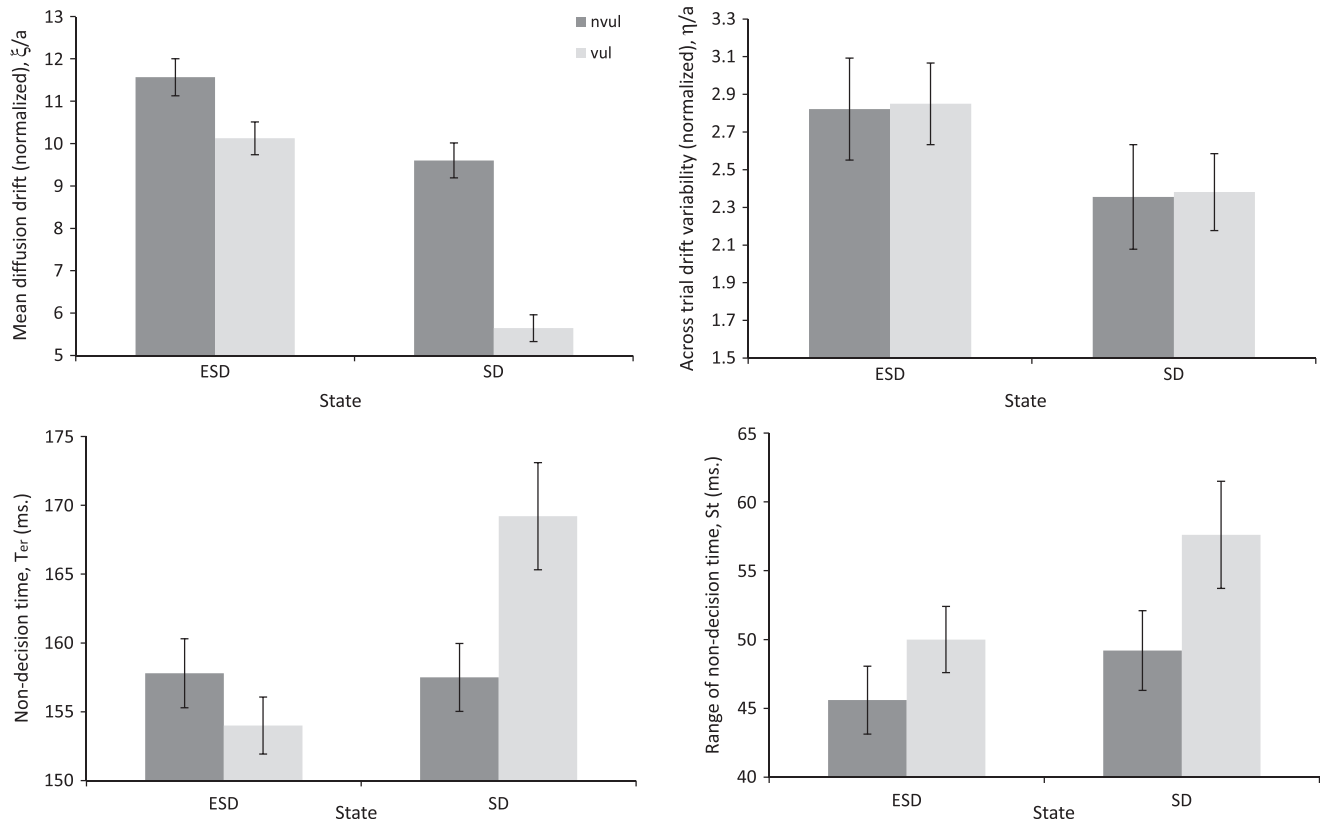 Mean diffusion drift (normalized), ξ/a
13
12
11
10
9
8
7
6
5
nvul
vul
ESD
SD
State
Across trial drift variability (normalized), η/a
3.3
3.1
2.9
2.7
2.5
2.3
2.1
1.9
1.7
1.5
ESD
SD
State
Non-decision time, Ter (ms.)
175
170
165
160
155
150
ESD
SD
State
Range of non-decision time, St (ms.)
65
60
55
50
45
40
ESD
SD
State